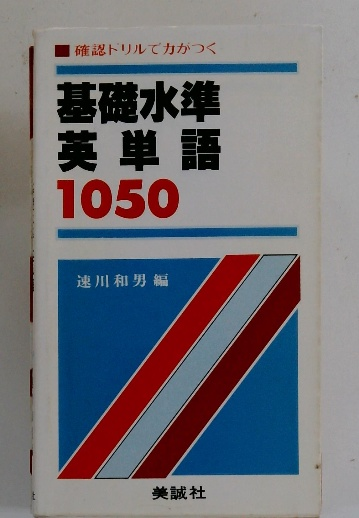 ■ 確認ドリルで力がつく
基礎水準
英単語
1050
速川和男編
美誠社